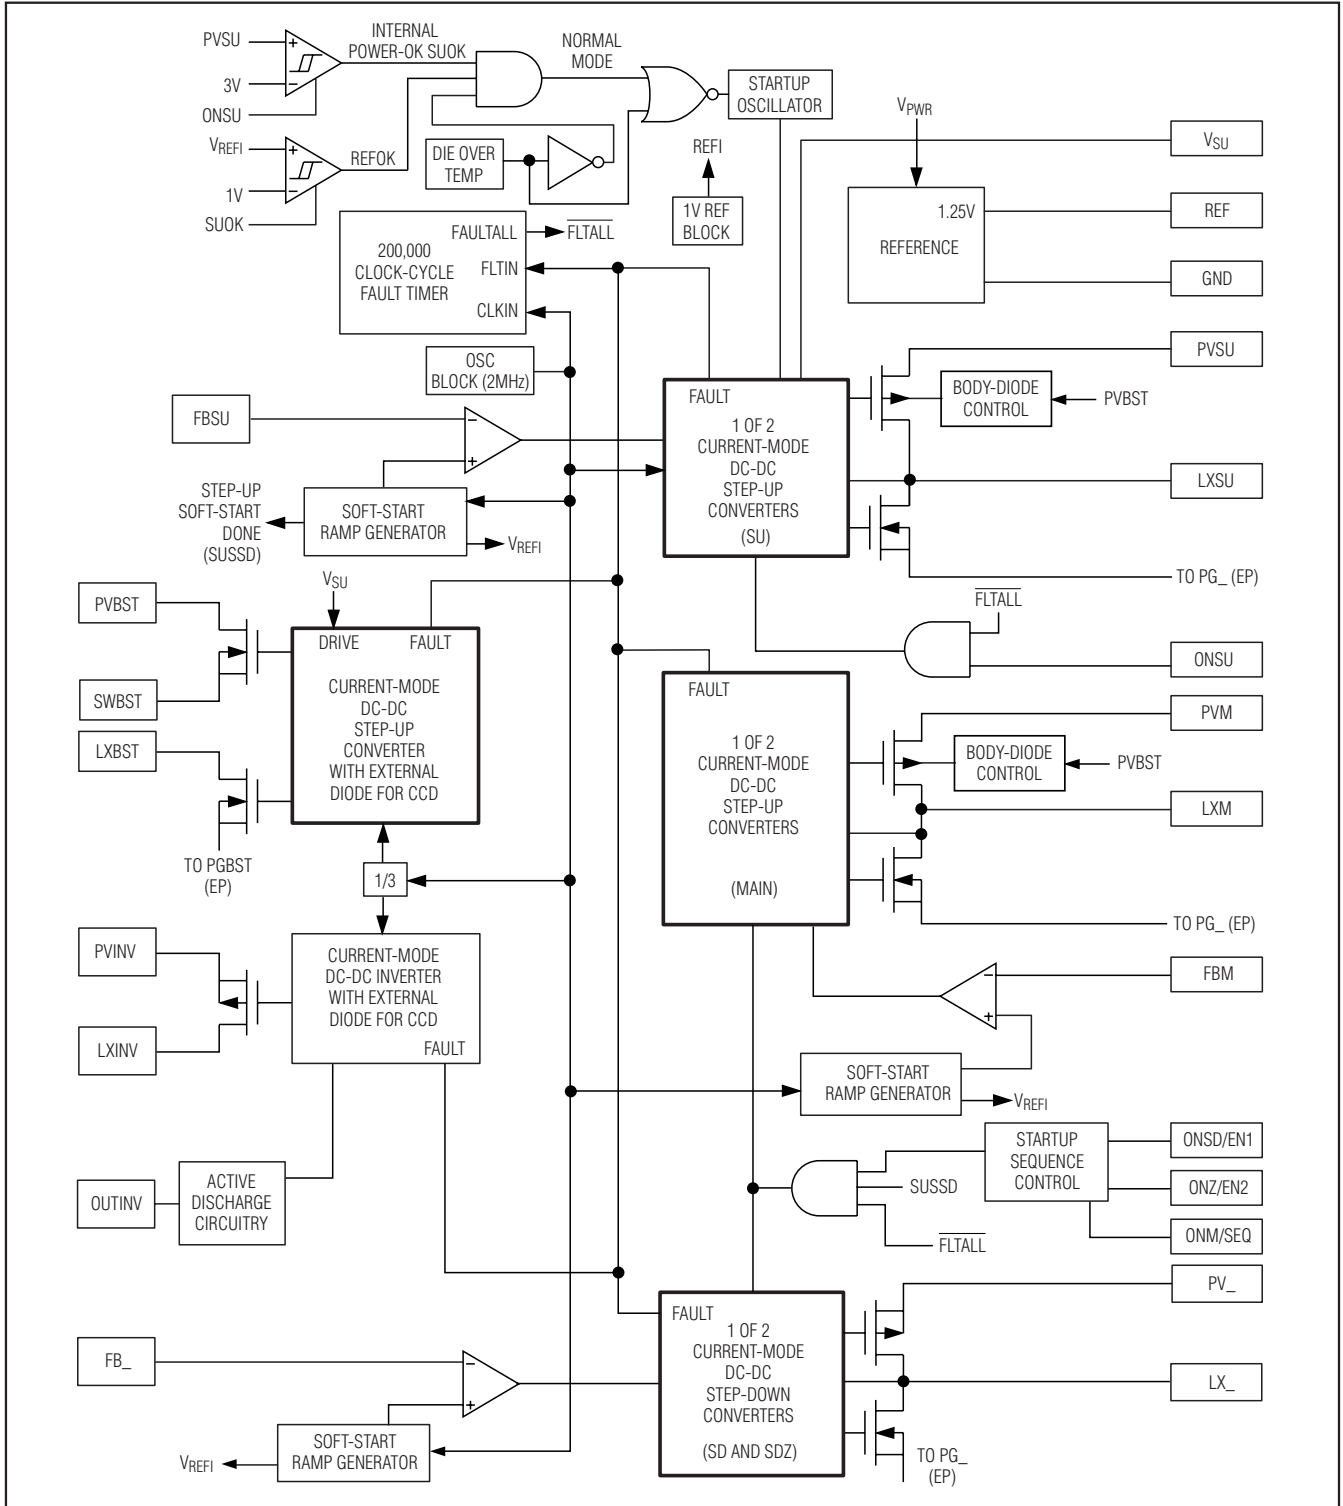 PVSU
3V
ONSU
INTERNAL
POWER-OK SUOK
NORMAL
MODE
STARTUP
OSCILLATOR
VREFI
1V
SUOK
REFOK
DIE OVER
TEMP
REFI
1V REF
BLOCK
VPWR
1.25V
REFERENCE
VSU
REF
GND
200,000
CLOCK-CYCLE
FAULT TIMER
FAULTALL
FLTIN
CLKIN
FLTALL
OSC
BLOCK (2MHz)
FBSU
STEP-UP
SOFT-START
DONE
(SUSSD)
SOFT-START
RAMP GENERATOR
VREFI
FAULT
1 OF 2
CURRENT-MODE
DC-DC
STEP-UP
CONVERTERS
(SU)
BODY-DIODE
CONTROL
PVBST
PVSU
LXSU
TO PG_ (EP)
FLTALL
ONSU
PVBST
SWBST
LXBST
TO PGBST
(EP)
VSU
DRIVE
FAULT
CURRENT-MODE
DC-DC
STEP-UP
CONVERTER
WITH EXTERNAL
DIODE FOR CCD
1/3
FAULT
1 OF 2
CURRENT-MODE
DC-DC
STEP-UP
CONVERTERS
(MAIN)
BODY-DIODE
CONTROL
PVBST
PVM
LXM
TO PG_ (EP)
FBM
PVINV
LXINV
CURRENT-MODE
DC-DC INVERTER
WITH EXTERNAL
DIODE FOR CCD
FAULT
SOFT-START
RAMP GENERATOR
VREFI
OUTINV
ACTIVE
DISCHARGE
CIRCUITRY
SUSSD
FLTALL
STARTUP
SEQUENCE
CONTROL
ONSD/EN1
ONZ/EN2
ONM/SEQ
FB_
VREFI
SOFT-START
RAMP GENERATOR
FAULT
1 OF 2
CURRENT-MODE
DC-DC
STEP-DOWN
CONVERTERS
(SD AND SDZ)
PV_
LX_
TO PG_
(EP)